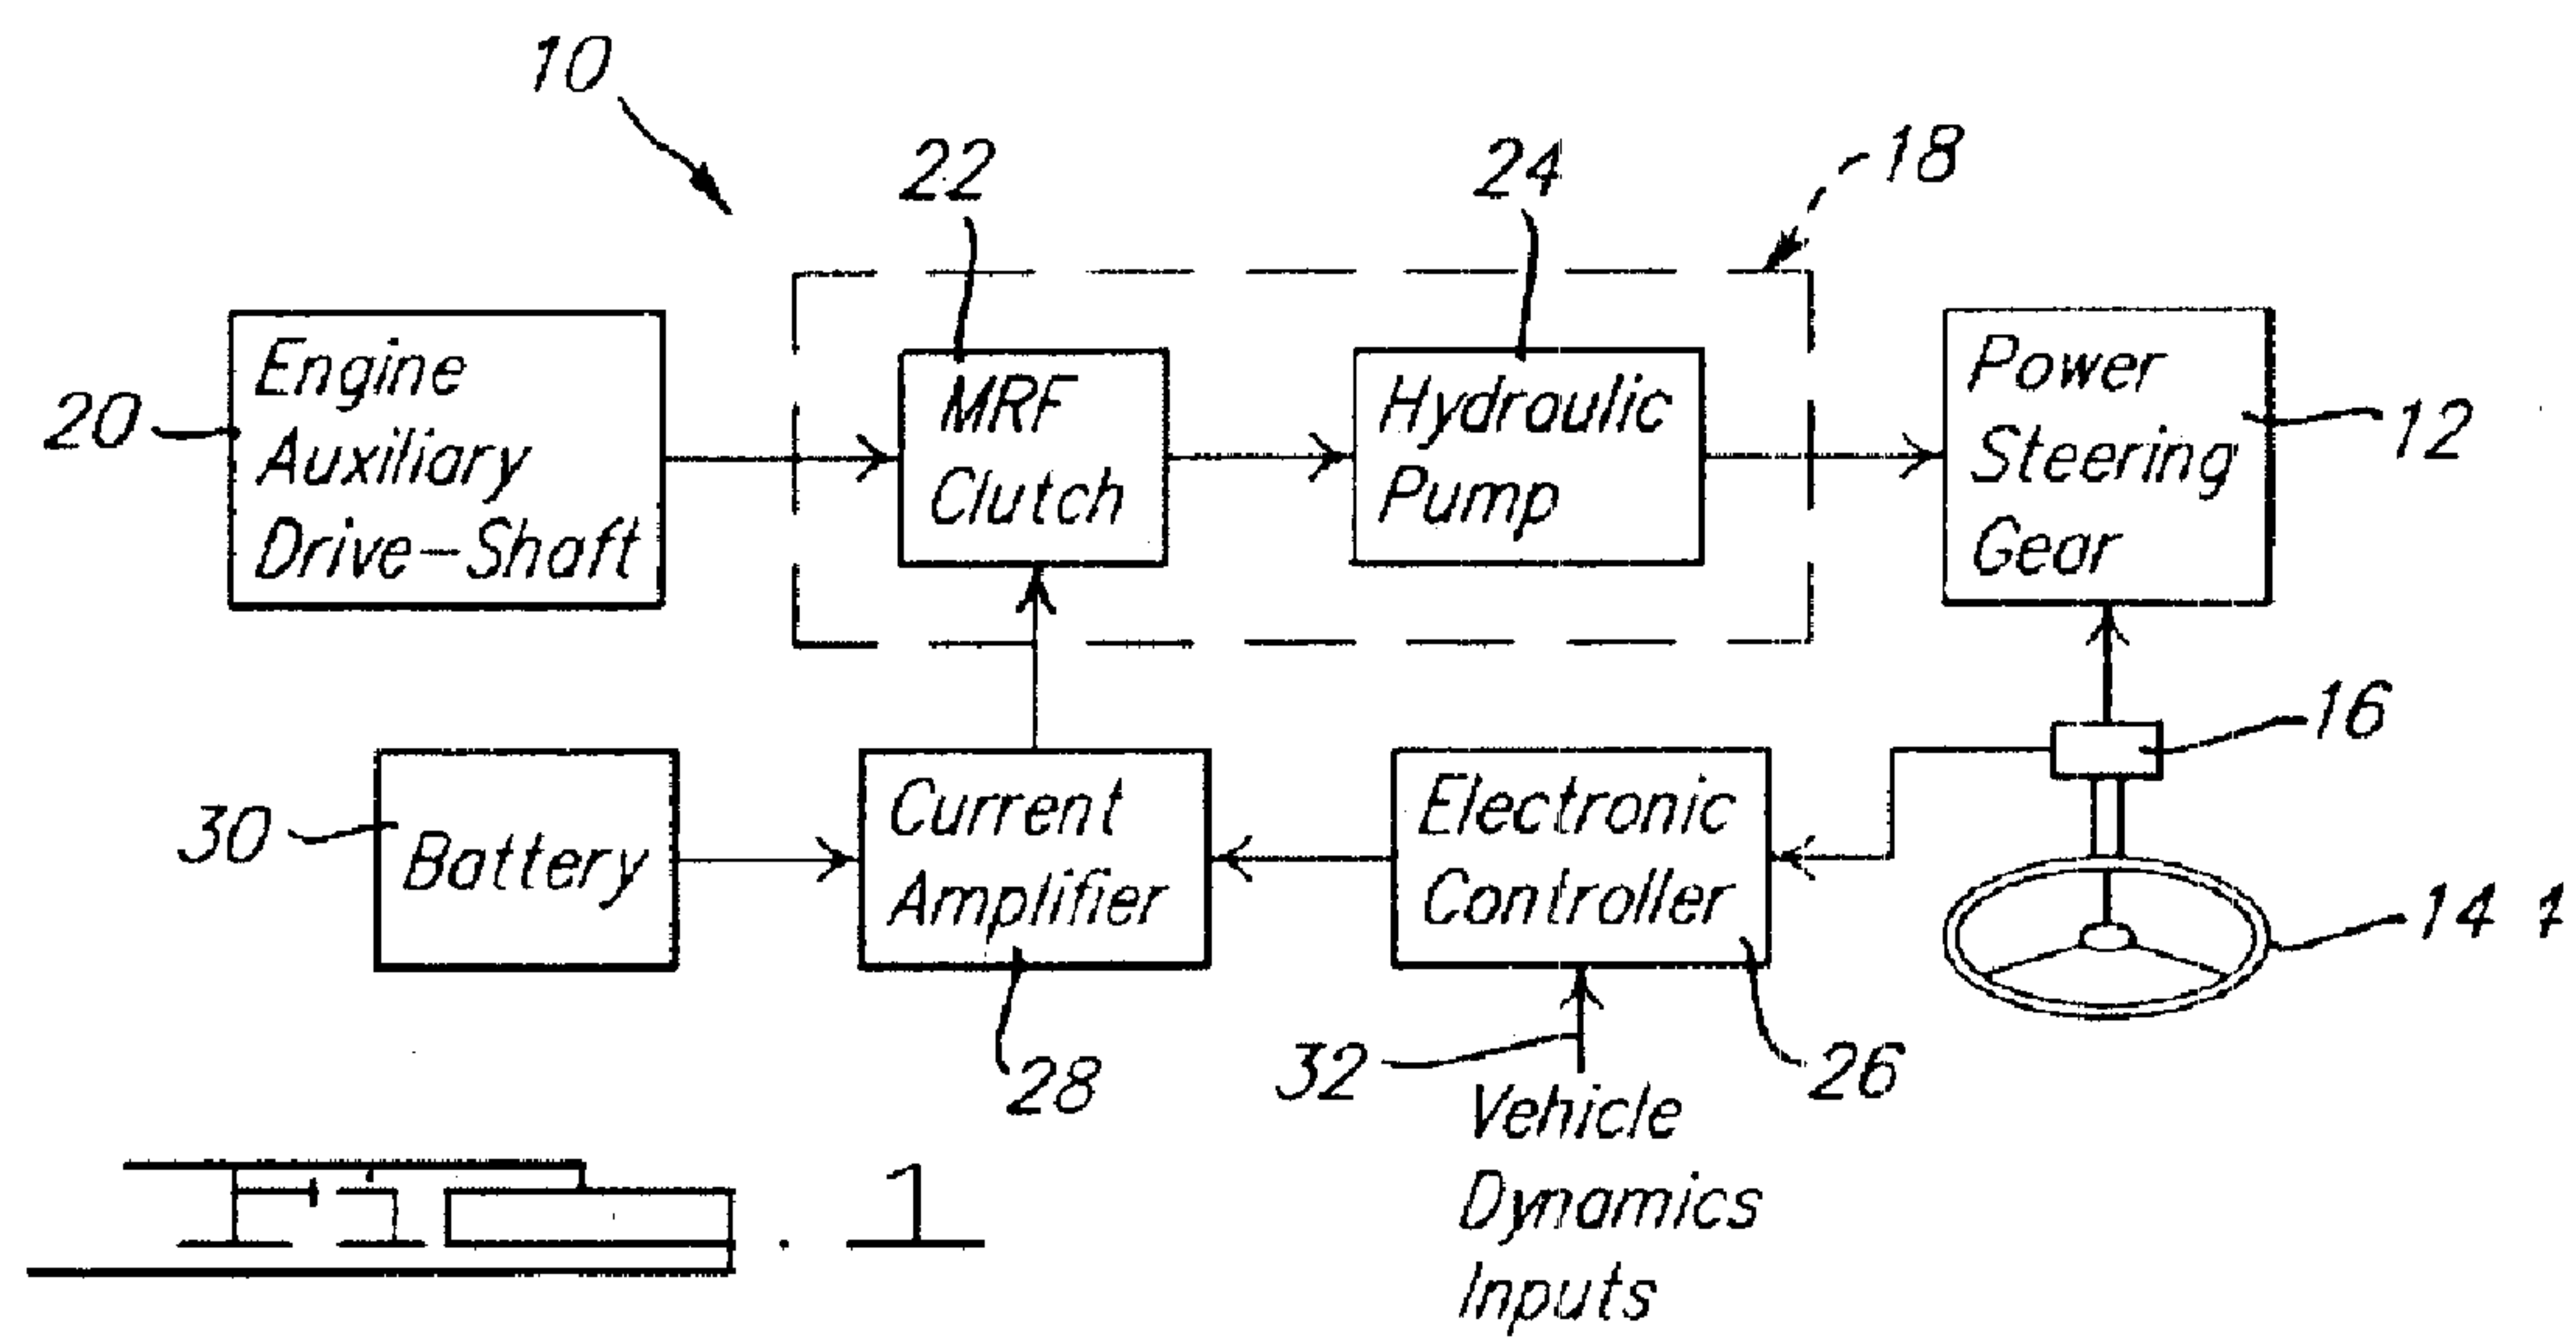 10
22
24
18
Engine
Auxiliary
Drive-Shaft
20
MRF
Clutch
Hydraulic
Pump
Power
Steering
Gear
12
16
30
Battery
Current
Amplifier
28
Electronic
Controller
26
14
32
Vehicle
Dynamics
Inputs
. 1